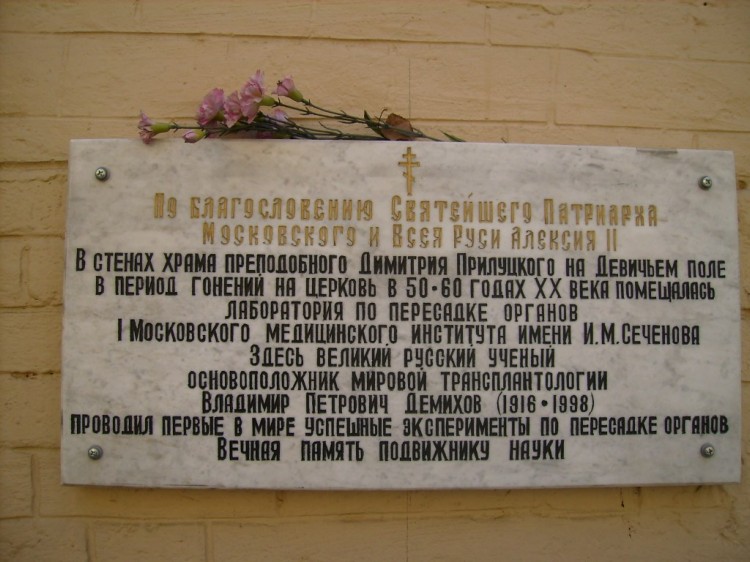 По благословению Святейшего Патриарха
Московского и Всея Руси Алексия II
В стенах храма преподобного Димитрия Прилуцкого на Девичьем поле
в период гонений на церковь в 50-60 годах XX века помещалась
лаборатория по пересадке органов
I Московского медицинского института имени И.М.Сеченова
Здесь великий русский ученый
основоположник мировой трансплантологии
Владимир Петрович Демихов (1916-1998)
проводил первые в мире успешные эксперименты по пересадке органов
Вечная память подвижнику науки